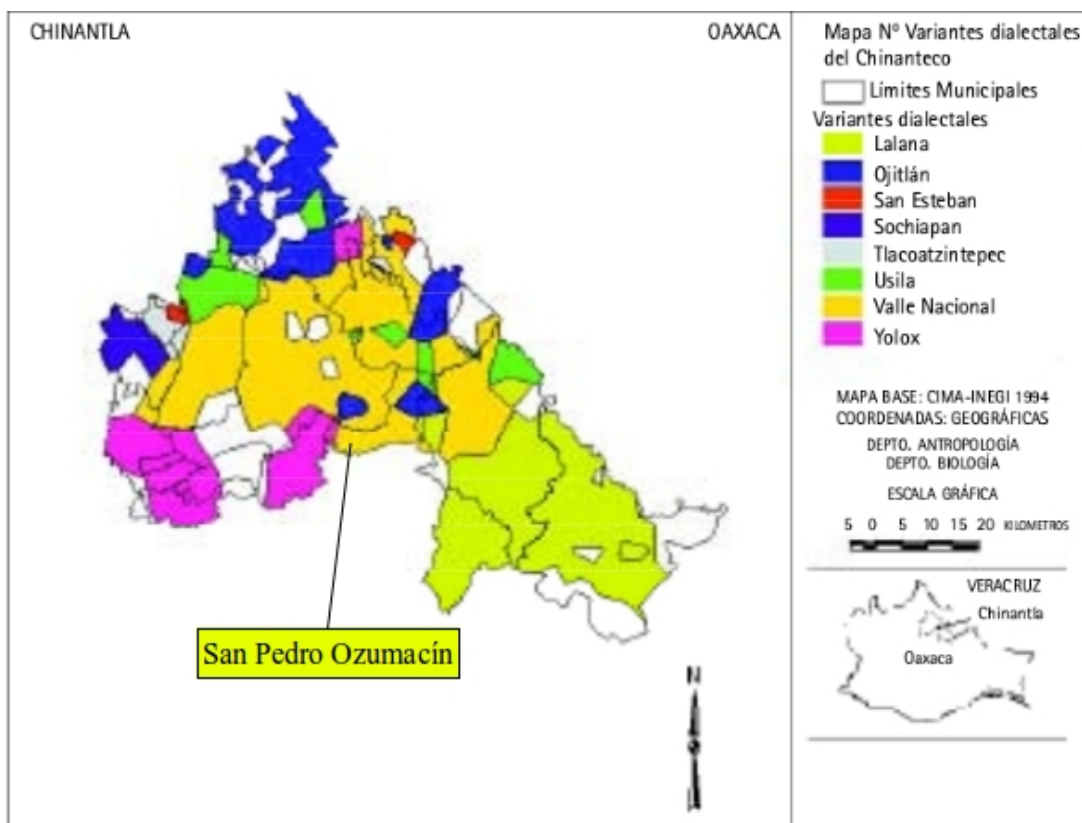 CHINANTLA
OAXACA
San Pedro Ozumacín
N
Mapa Nº Variantes dialectales
del Chinanteco
Límites Municipales
Variantes dialectales
Lalana
Ojitlán
San Esteban
Sochiapan
Tlacoatzintepec
Usila
Valle Nacional
Yolox
MAPA BASE: CIMA-INEGI 1994
COORDENADAS: GEOGRÁFICAS
DEPTO. ANTROPOLOGÍA
DEPTO. BIOLOGÍA
ESCALA GRÁFICA
5 0 5 10 15 20 KILOMETROS
VERACRUZ
Chinantla
Oaxaca